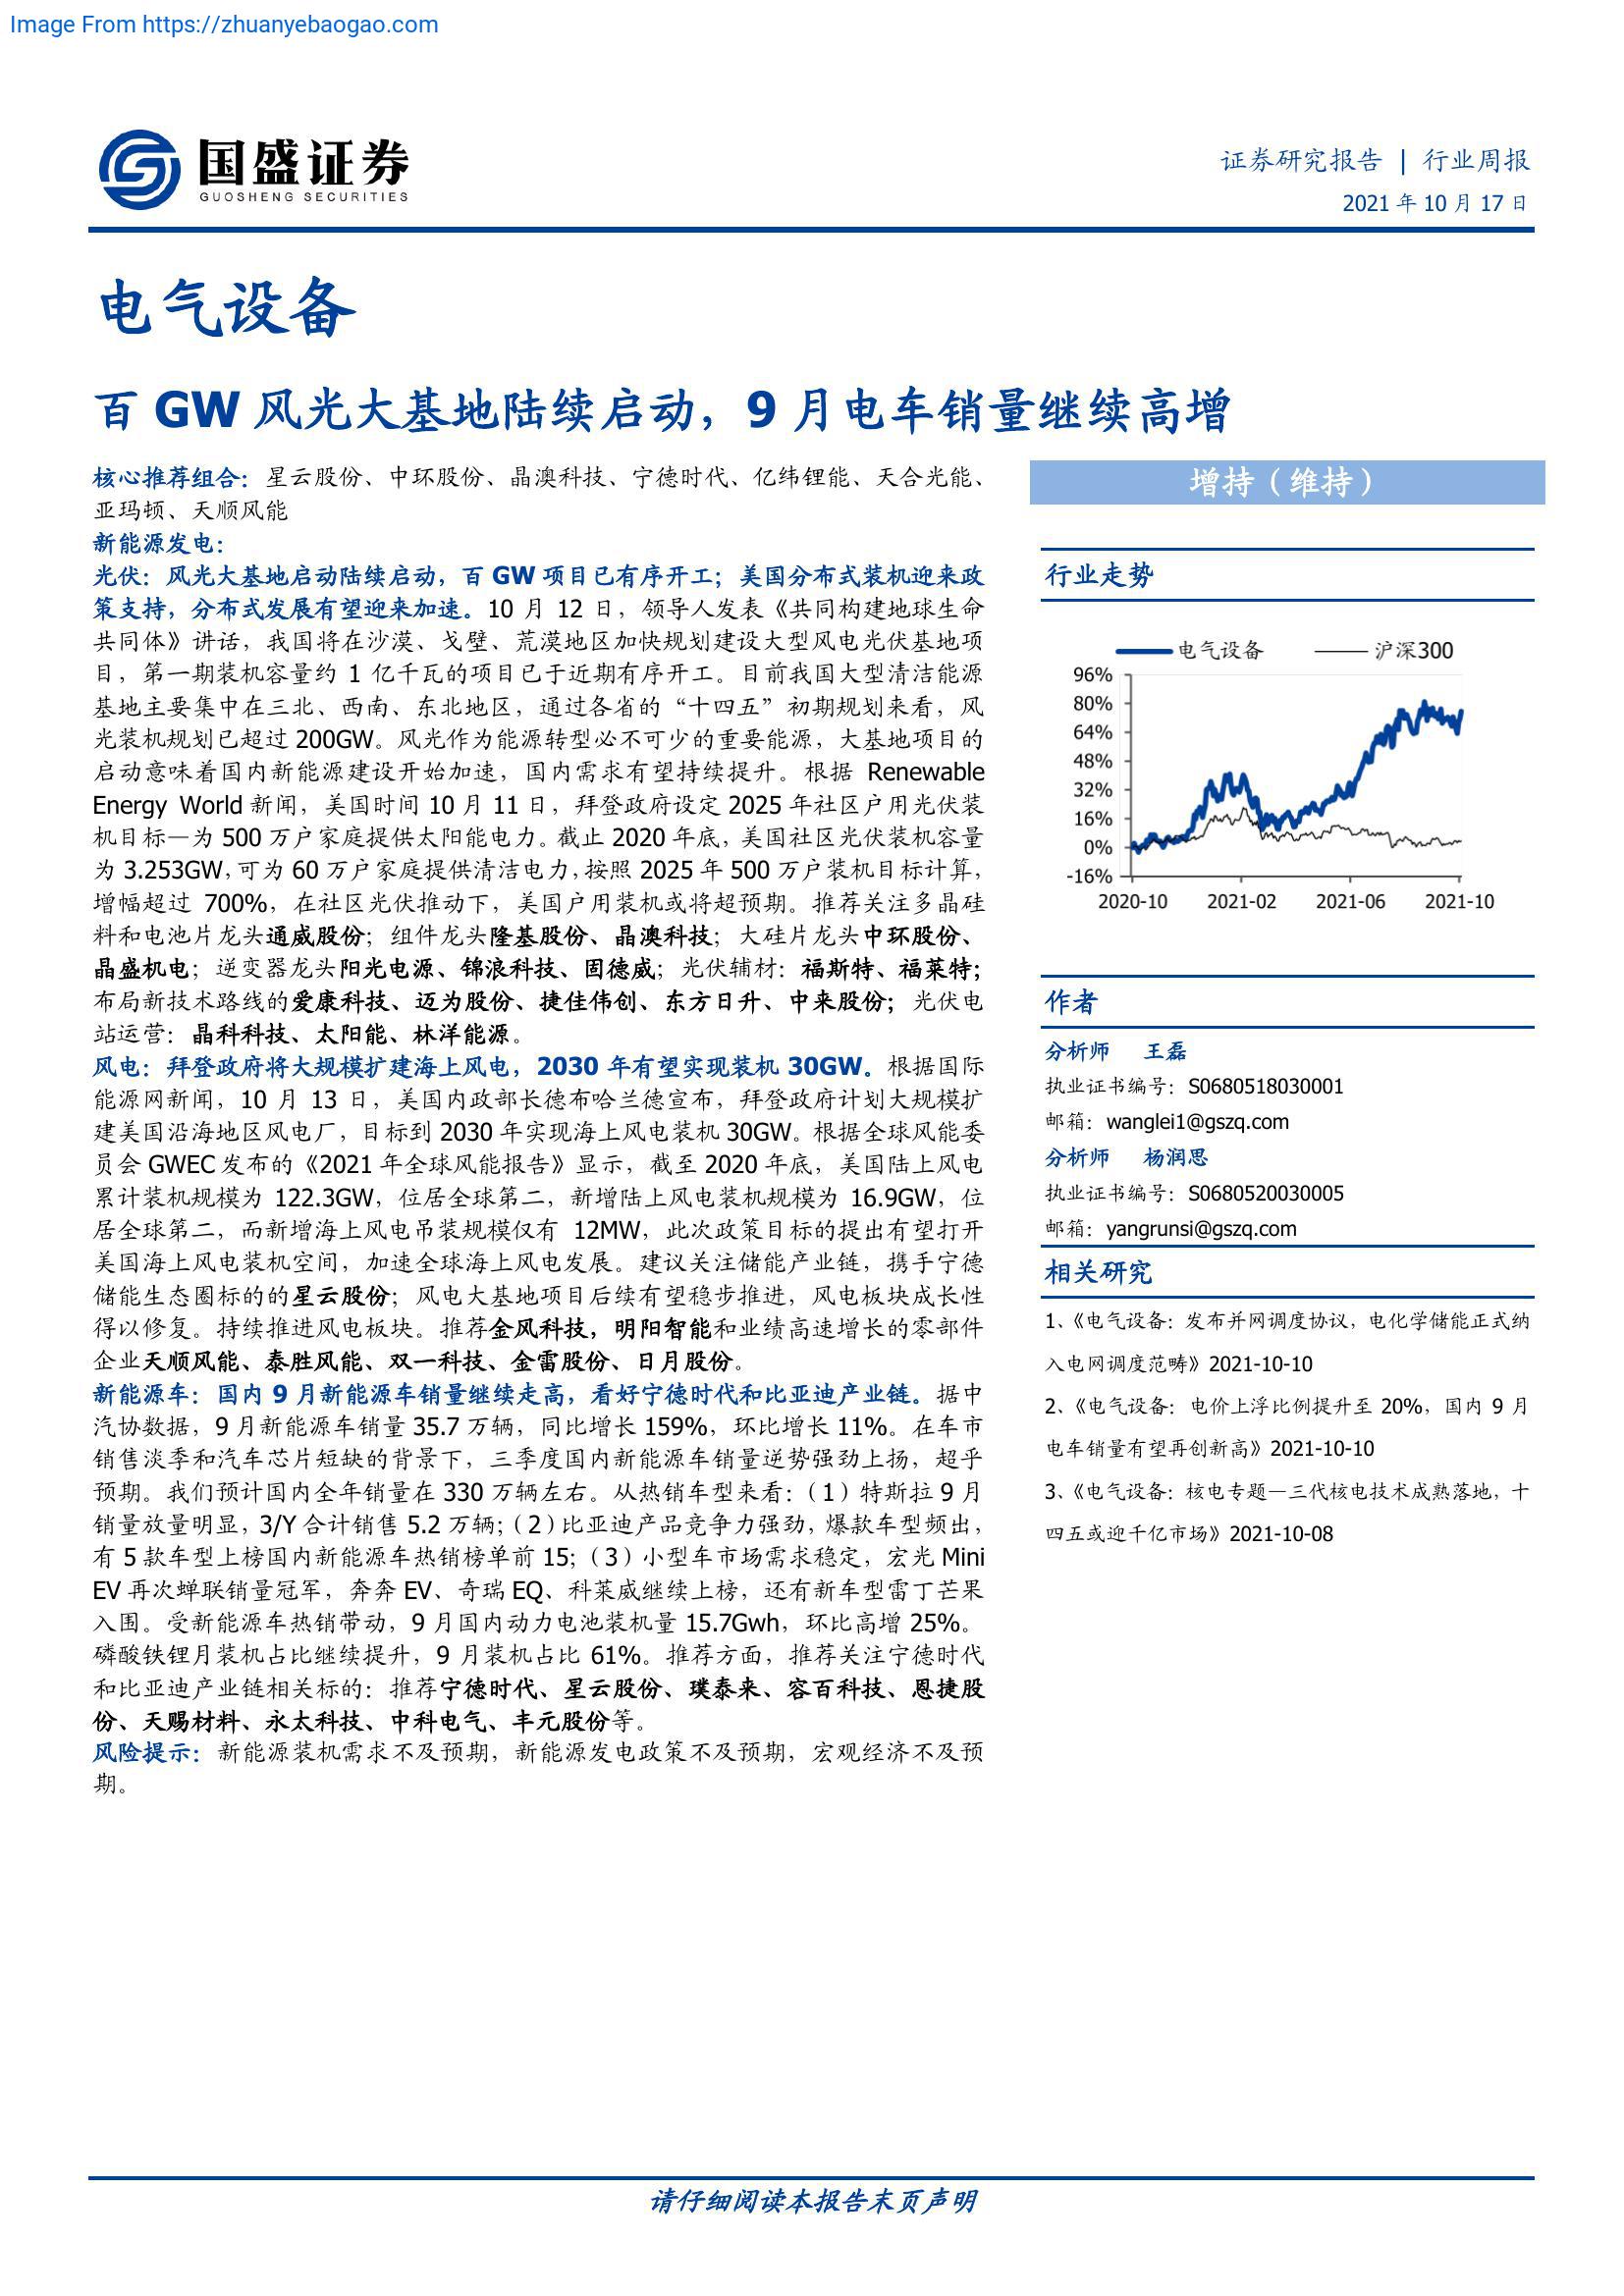 Image From https://zhuanyebaogao.com
国盛证券
GUOSHENG SECURITIES
证券研究报告 | 行业周报
2021 年 10 月 17 日
电气设备
百 GW 风光大基地陆续启动，9 月电车销量继续高增
核心推荐组合：星云股份、中环股份、晶澳科技、宁德时代、亿纬锂能、天合光能、
亚玛顿、天顺风能
新能源发电：
光伏：风光大基地启动陆续启动，百 GW 项目已有序开工；美国分布式装机迎来政
策支持，分布式发展有望迎来加速。10 月 12 日，领导人发表《共同构建地球生命
共同体》讲话，我国将在沙漠、戈壁、荒漠地区加快规划建设大型风电光伏基地项
目，第一期装机容量约 1 亿千瓦的项目已于近期有序开工。目前我国大型清洁能源
基地主要集中在三北、西南、东北地区，通过各省的“十四五”初期规划来看，风
光装机规划已超过 200GW。风光作为能源转型必不可少的重要能源，大基地项目的
启动意味着国内新能源建设开始加速，国内需求有望持续提升。根据 Renewable
Energy World 新闻，美国时间 10 月 11 日，拜登政府设定 2025 年社区户用光伏装
机目标—为 500 万户家庭提供太阳能电力。截止 2020 年底，美国社区光伏装机容量
为 3.253GW，可为 60 万户家庭提供清洁电力，按照 2025 年 500 万户装机目标计算，
增幅超过 700%，在社区光伏推动下，美国户用装机或将超预期。推荐关注多晶硅
料和电池片龙头通威股份；组件龙头隆基股份、晶澳科技；大硅片龙头中环股份、
晶盛机电；逆变器龙头阳光电源、锦浪科技、固德威；光伏辅材：福斯特、福莱特；
布局新技术路线的爱康科技、迈为股份、捷佳伟创、东方日升、中来股份；光伏电
站运营：晶科科技、太阳能、林洋能源。
风电：拜登政府将大规模扩建海上风电，2030 年有望实现装机 30GW。根据国际
能源网新闻，10 月 13 日，美国内政部长德布哈兰德宣布，拜登政府计划大规模扩
建美国沿海地区风电厂，目标到 2030 年实现海上风电装机 30GW。根据全球风能委
员会 GWEC 发布的《2021 年全球风能报告》显示，截至 2020 年底，美国陆上风电
累计装机规模为 122.3GW，位居全球第二，新增陆上风电装机规模为 16.9GW，位
居全球第二，而新增海上风电吊装规模仅有 12MW，此次政策目标的提出有望打开
美国海上风电装机空间，加速全球海上风电发展。建议关注储能产业链，携手宁德
储能生态圈标的的星云股份；风电大基地项目后续有望稳步推进，风电板块成长性
得以修复。持续推进风电板块。推荐金风科技，明阳智能和业绩高速增长的零部件
企业天顺风能、泰胜风能、双一科技、金雷股份、日月股份。
新能源车：国内 9 月新能源车销量继续走高，看好宁德时代和比亚迪产业链。据中
汽协数据，9 月新能源车销量 35.7 万辆，同比增长 159%，环比增长 11%。在车市
销售淡季和汽车芯片短缺的背景下，三季度国内新能源车销量逆势强劲上扬，超乎
预期。我们预计国内全年销量在 330 万辆左右。从热销车型来看：（1）特斯拉 9 月
销量放量明显，3/Y 合计销售 5.2 万辆；（2）比亚迪产品竞争力强劲，爆款车型频出，
有 5 款车型上榜国内新能源车热销榜单前 15；（3）小型车市场需求稳定，宏光 Mini
EV 再次蝉联销量冠军，奔奔 EV、奇瑞 EQ、科莱威继续上榜，还有新车型雷丁芒果
入围。受新能源车热销带动，9 月国内动力电池装机量 15.7Gwh，环比高增 25%。
磷酸铁锂月装机占比继续提升，9 月装机占比 61%。推荐方面，推荐关注宁德时代
和比亚迪产业链相关标的：推荐宁德时代、星云股份、璞泰来、容百科技、恩捷股
份、天赐材料、永太科技、中科电气、丰元股份等。
风险提示：新能源装机需求不及预期，新能源发电政策不及预期，宏观经济不及预
期。
增持（维持）
行业走势
电气设备 沪深300
96%
80%
64%
48%
32%
16%
0%
-16%
2020-10 2021-02 2021-06 2021-10
作者
分析师 王磊
执业证书编号：S0680518030001
邮箱：wanglei1@gszq.com
分析师 杨润思
执业证书编号：S0680520030005
邮箱：yangrunsi@gszq.com
相关研究
1、《电气设备：发布并网调度协议，电化学储能正式纳
入电网调度范畴》2021-10-10
2、《电气设备：电价上浮比例提升至 20%，国内 9 月
电车销量有望再创新高》2021-10-10
3、《电气设备：核电专题—三代核电技术成熟落地，十
四五或迎千亿市场》2021-10-08
请仔细阅读本报告末页声明